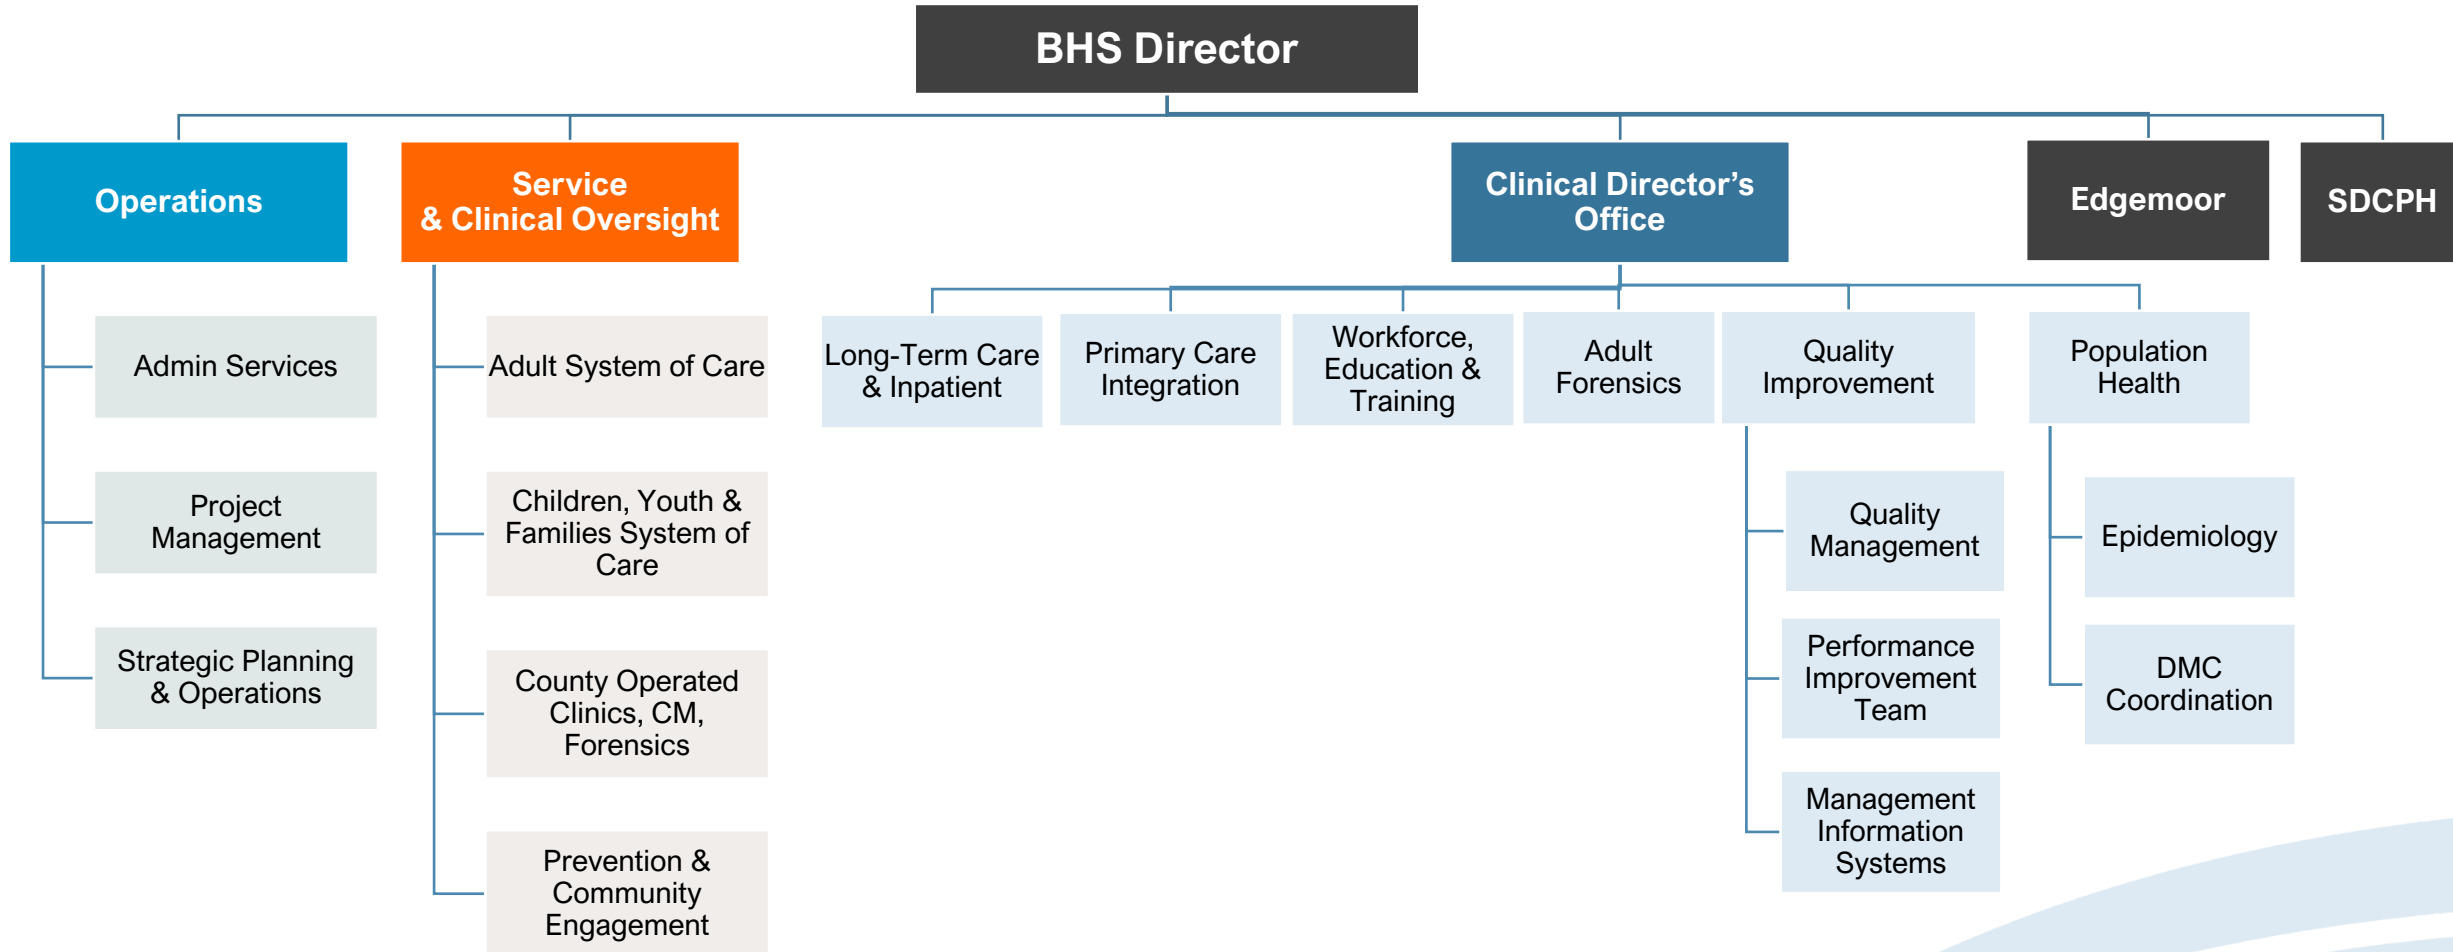 BHS Director
Operations
Service
& Clinical Oversight
Clinical Director’s
Office
Edgemoor
SDCPH
Admin Services
Project
Management
Strategic Planning
& Operations
Adult System of Care
Children, Youth &
Families System of
Care
County Operated
Clinics, CM,
Forensics
Prevention &
Community
Engagement
Long-Term Care
& Inpatient
Primary Care
Integration
Workforce,
Education &
Training
Adult
Forensics
Quality
Improvement
Quality
Management
Performance
Improvement
Team
Management
Information
Systems
Population
Health
Epidemiology
DMC
Coordination